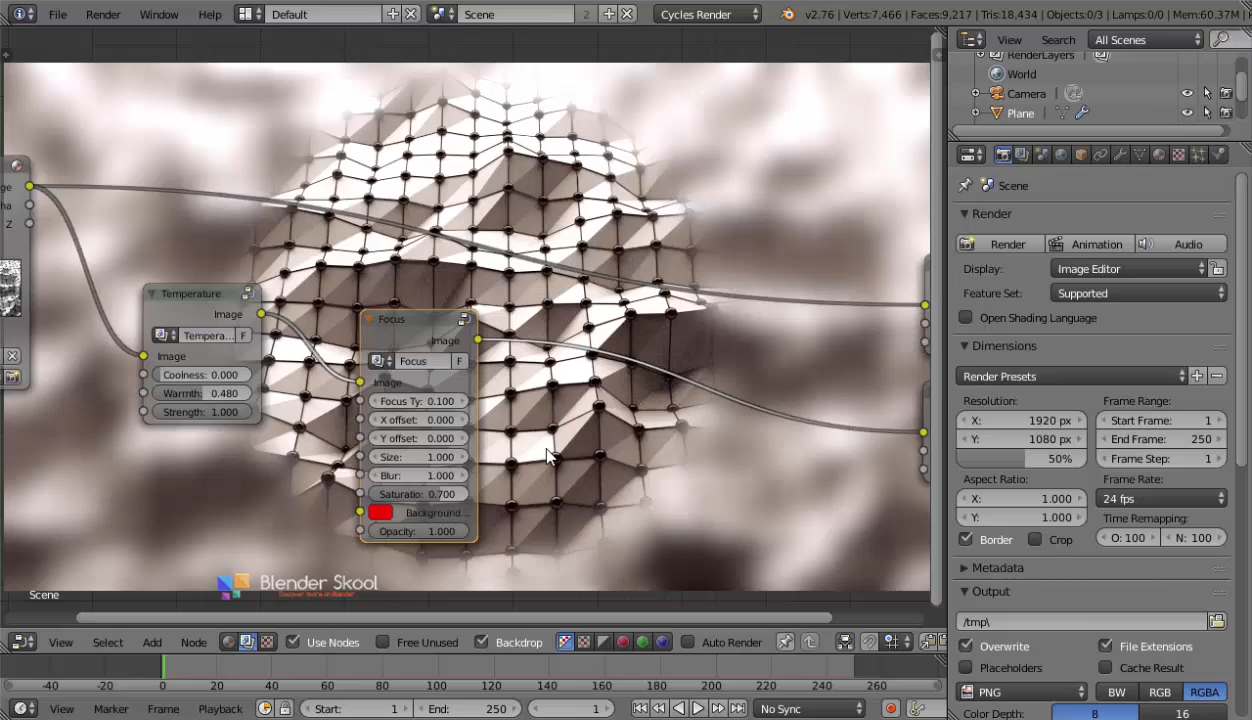 File Render Window Help Default Scene 2 Cycles Render v2.76 | Verts:7,466 | Faces:9,217 | Tris:18,434 | Objects:0/3 | Lamps:0/0 | Mem:60.37M
View Search All Scenes
RenderLayers
World
Camera
Plane
Scene
Render
Render Animation Audio
Display: Image Editor
Feature Set: Supported
Open Shading Language
Dimensions
Render Presets
Resolution: Frame Range:
X: 1920 px Start Frame: 1
Y: 1080 px End Frame: 250
50% Frame Step: 1
Aspect Ratio: Frame Rate:
X: 1.000 24 fps
Y: 1.000 Time Remapping:
Border Crop O: 100 N: 100
Metadata
Output
/tmp\
Overwrite File Extensions
Placeholders Cache Result
PNG BW RGB RGBA
Color Depth: 8 16
ge
ha
Z
Temperature
Image
Tempera... F
Image
Coolness: 0.000
Warmth: 0.480
Strength: 1.000
Focus
Image
Focus F
Image
Focus Ty: 0.100
X offset: 0.000
Y offset: 0.000
Size: 1.000
Blur: 1.000
Saturatio: 0.700
Background...
Opacity: 1.000
Blender Skool
Scene
View Select Add Node Use Nodes Free Unused Backdrop Auto Render
-40 -20 0 20 40 60 80 100 120 140 160 180 200 220 240 260
View Marker Frame Playback Start: 1 End: 250 1 No Sync